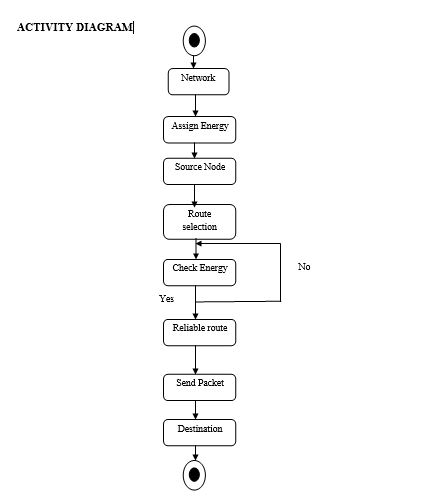 ACTIVITY DIAGRAM
Network
Assign Energy
Source Node
Route
selection
Check Energy
No
Yes
Reliable route
Send Packet
Destination